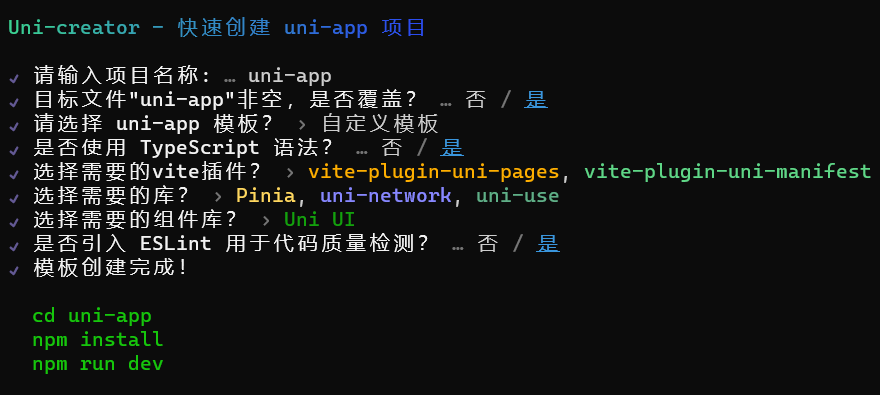 Uni-creator - 快速创建 uni-app 项目
✔ 请输入项目名称: … uni-app
✔ 目标文件"uni-app"非空，是否覆盖? … 否 / 是
✔ 请选择 uni-app 模板? › 自定义模板
✔ 是否使用 TypeScript 语法? … 否 / 是
✔ 选择需要的vite插件? › vite-plugin-uni-pages, vite-plugin-uni-manifest
✔ 选择需要的库? › Pinia, uni-network, uni-use
✔ 选择需要的组件库? › Uni UI
✔ 是否引入 ESLint 用于代码质量检测? … 否 / 是
✔ 模板创建完成!
cd uni-app
npm install
npm run dev